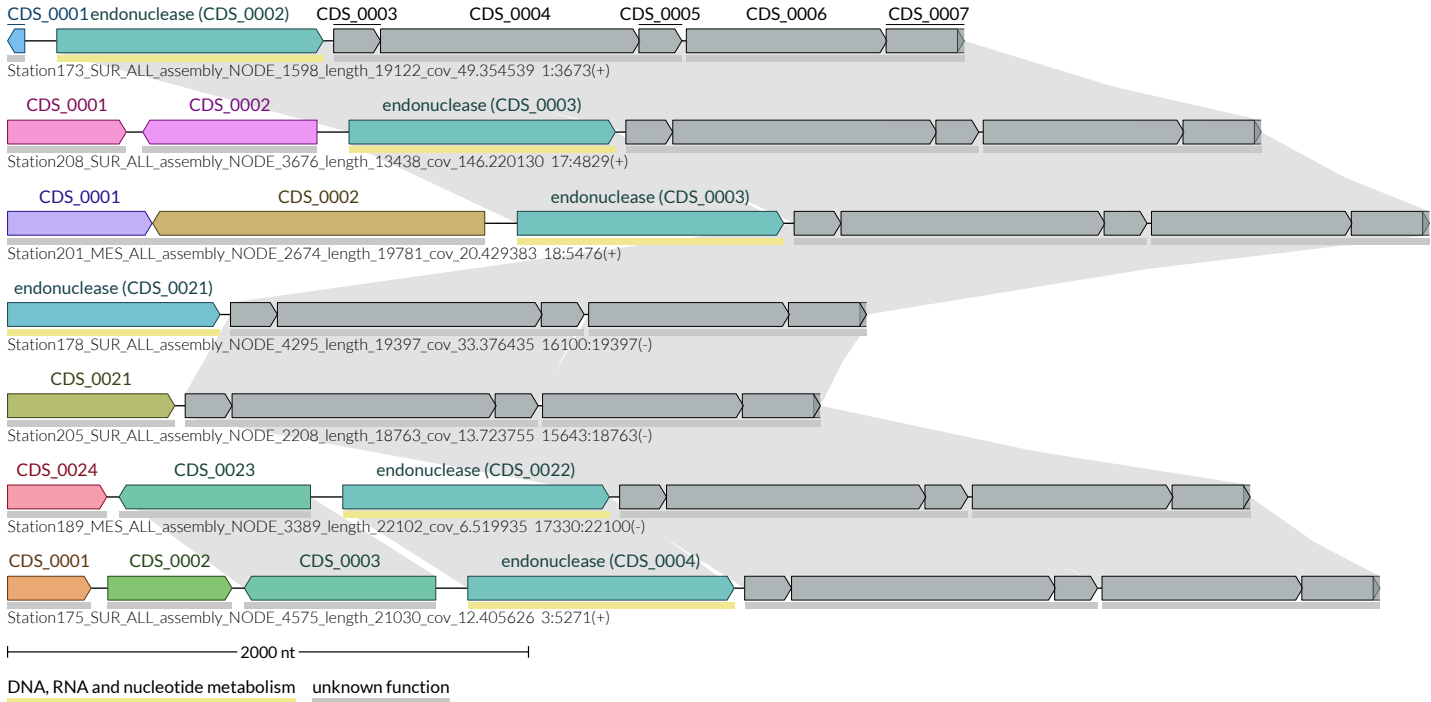 CDS_0001 endonuclease (CDS_0002) CDS_0003 CDS_0004 CDS_0005 CDS_0006 CDS_0007
Station173_SUR_ALL_assembly_NODE_1598_length_19122_cov_49.354539 1:3673(+)
CDS_0001 CDS_0002 endonuclease (CDS_0003)
Station208_SUR_ALL_assembly_NODE_3676_length_13438_cov_146.220130 17:4829(+)
CDS_0001 CDS_0002 endonuclease (CDS_0003)
Station201_MES_ALL_assembly_NODE_2674_length_19781_cov_20.429383 18:5476(+)
endonuclease (CDS_0021)
Station178_SUR_ALL_assembly_NODE_4295_length_19397_cov_33.376435 16100:19397(-)
CDS_0021
Station205_SUR_ALL_assembly_NODE_2208_length_18763_cov_13.723755 15643:18763(-)
CDS_0024 CDS_0023 endonuclease (CDS_0022)
Station189_MES_ALL_assembly_NODE_3389_length_22102_cov_6.519935 17330:22100(-)
CDS_0001 CDS_0002 CDS_0003 endonuclease (CDS_0004)
Station175_SUR_ALL_assembly_NODE_4575_length_21030_cov_12.405626 3:5271(+)
2000 nt
DNA, RNA and nucleotide metabolism unknown function